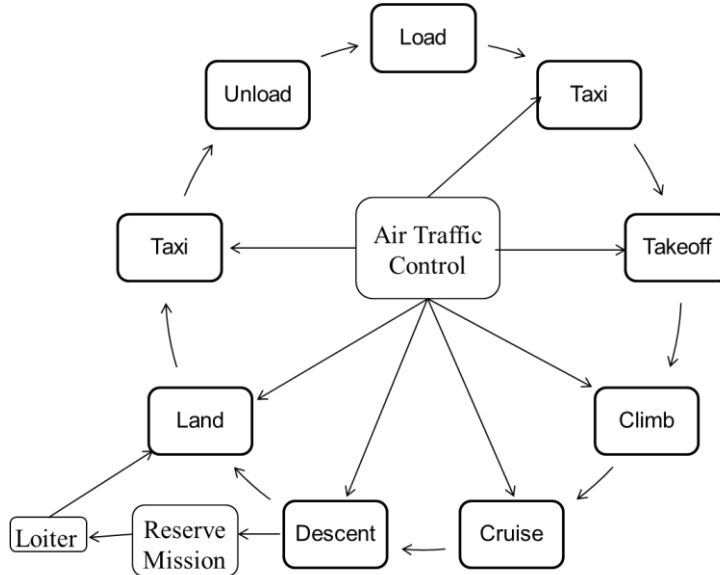 Load
Unload
Taxi
Taxi
Air Traffic
Control
Takeoff
Land
Climb
Loiter
Reserve
Mission
Descent
Cruise